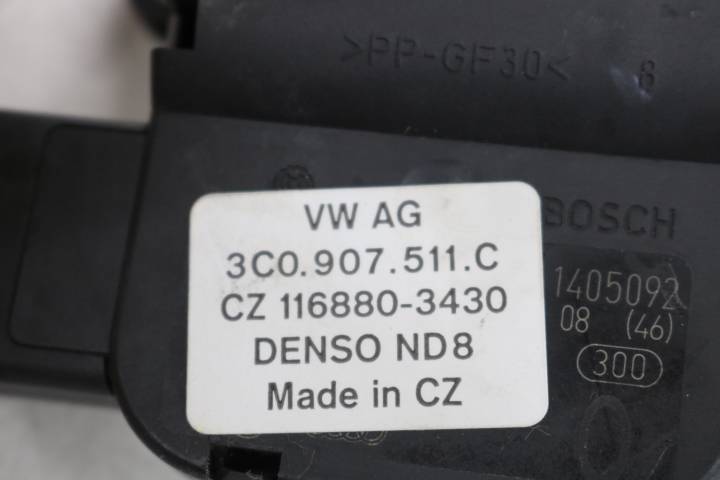 >PP-GF30<
8
BOSCH
VW AG
3C0.907.511.C
CZ 116880-3430
DENSO ND8
Made in CZ
1405092
08 (46)
300